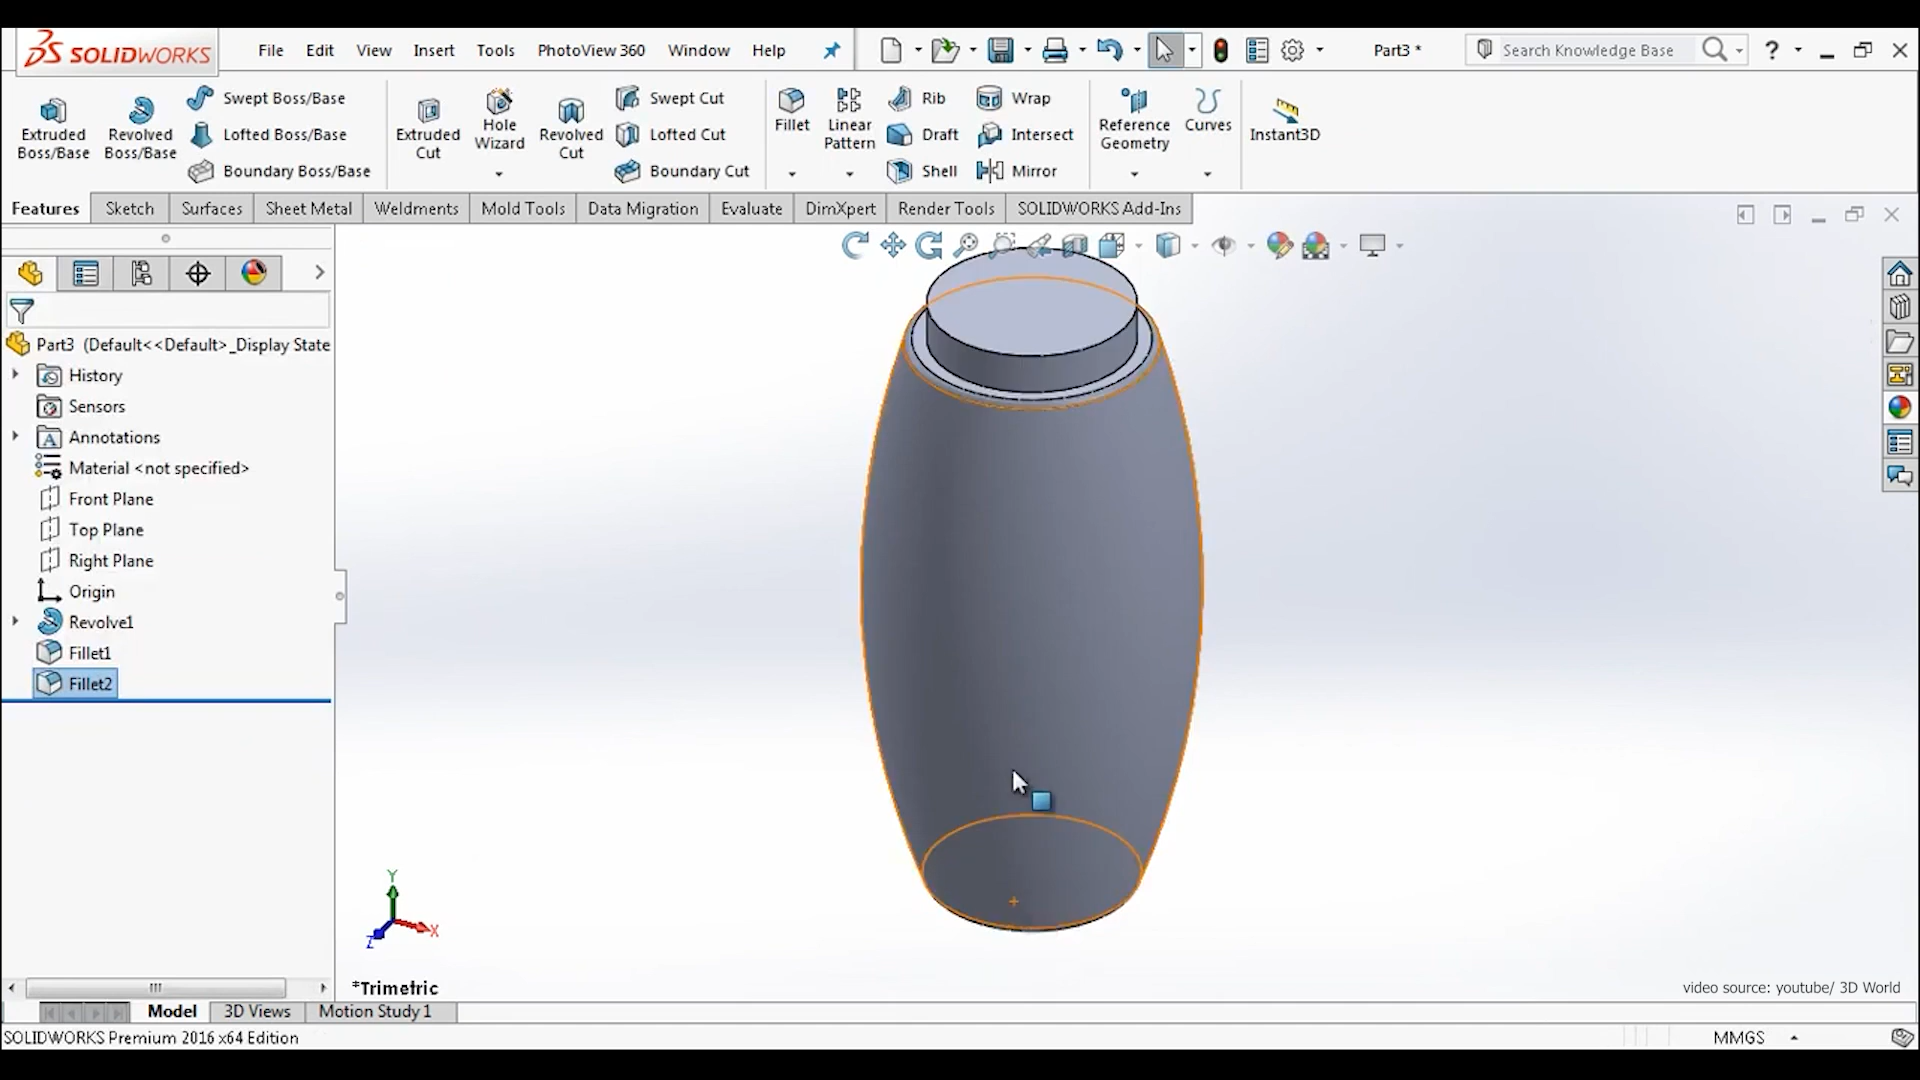 SOLIDWORKS File Edit View Insert Tools PhotoView 360 Window Help Part3 * Search Knowledge Base ?
Extruded Boss/Base
Revolved Boss/Base
Swept Boss/Base
Lofted Boss/Base
Boundary Boss/Base
Extruded Cut
Hole Wizard
Revolved Cut
Swept Cut
Lofted Cut
Boundary Cut
Fillet
Linear Pattern
Rib
Draft
Shell
Wrap
Intersect
Mirror
Reference Geometry
Curves
Instant3D
Features Sketch Surfaces Sheet Metal Weldments Mold Tools Data Migration Evaluate DimXpert Render Tools SOLIDWORKS Add-Ins
Part3 (Default<<Default>_Display State
History
Sensors
Annotations
Material <not specified>
Front Plane
Top Plane
Right Plane
Origin
Revolve1
Fillet1
Fillet2
Y
X
Z
*Trimetric
video source: youtube/ 3D World
Model 3D Views Motion Study 1
SOLIDWORKS Premium 2016 x64 Edition MMGS